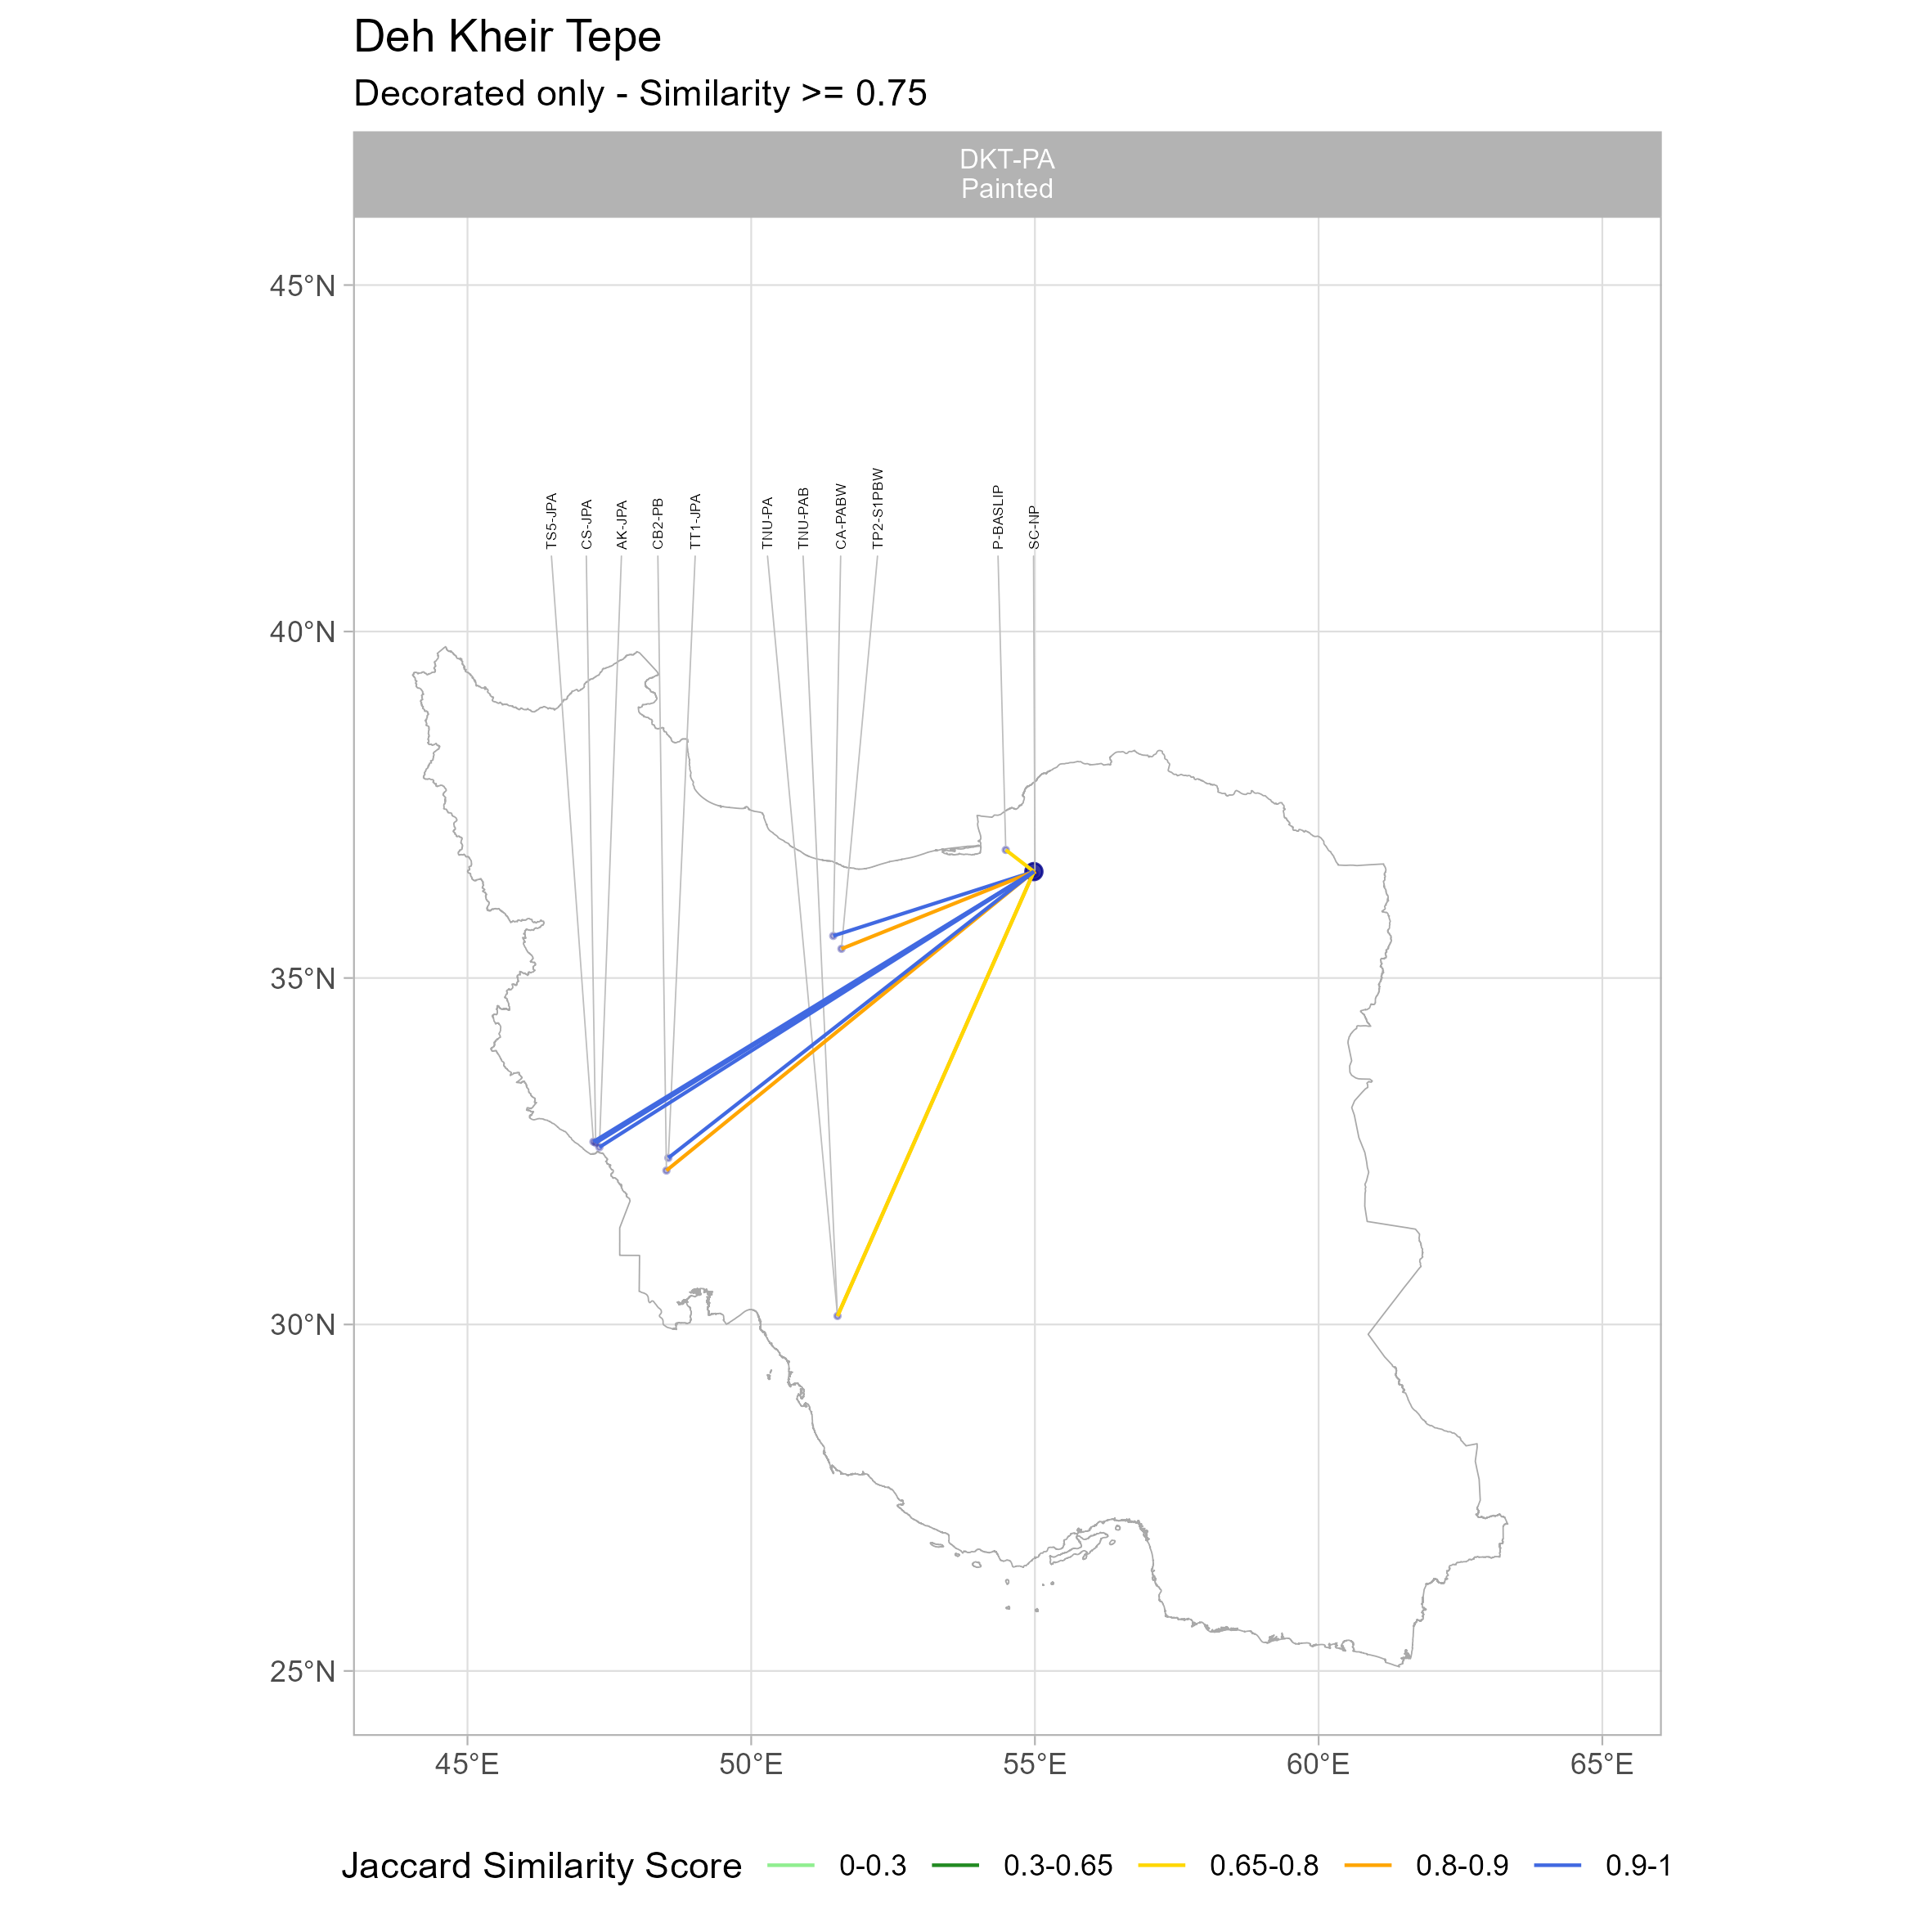 Deh Kheir Tepe
Decorated only - Similarity >= 0.75
DKT-PA
Painted
45°N
40°N
35°N
30°N
25°N
TS5-JPA
CS-JPA
AK-JPA
CB2-PB
TT1-JPA
TNU-PA
TNU-PAB
CA-PABW
TP2-S1PBW
P-BASLIP
SC-NP
45°E
50°E
55°E
60°E
65°E
Jaccard Similarity Score 0-0.3 0.3-0.65 0.65-0.8 0.8-0.9 0.9-1